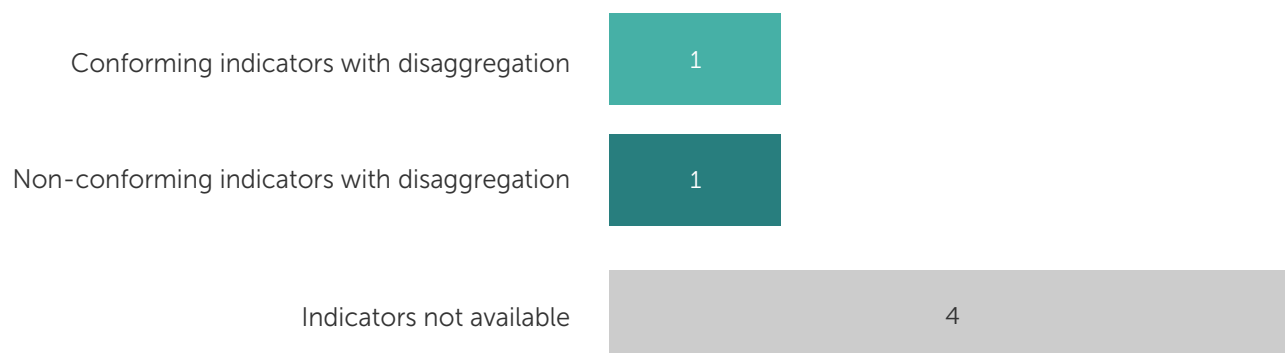 Conforming indicators with disaggregation 1
Non-conforming indicators with disaggregation 1
Indicators not available 4